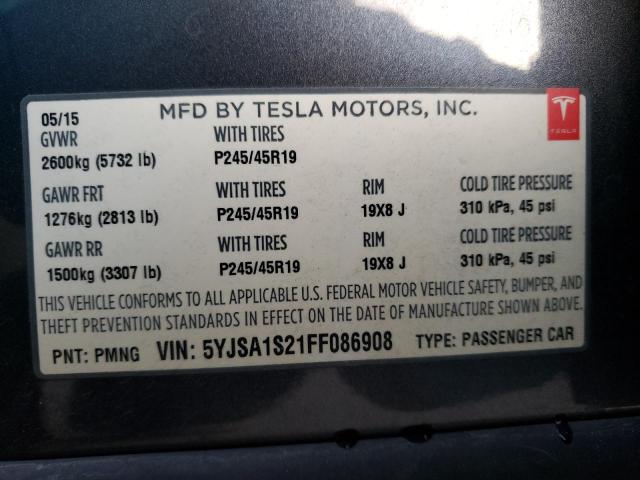 05/15 MFD BY TESLA MOTORS, INC.
TESLA
GVWR WITH TIRES
2600kg (5732 lb) P245/45R19
GAWR FRT WITH TIRES RIM COLD TIRE PRESSURE
1276kg (2813 lb) P245/45R19 19X8 J 310 kPa, 45 psi
GAWR RR WITH TIRES RIM COLD TIRE PRESSURE
1500kg (3307 lb) P245/45R19 19X8 J 310 kPa, 45 psi
THIS VEHICLE CONFORMS TO ALL APPLICABLE U.S. FEDERAL MOTOR VEHICLE SAFETY, BUMPER, AND
THEFT PREVENTION STANDARDS IN EFFECT ON THE DATE OF MANUFACTURE SHOWN ABOVE.
PNT: PMNG VIN: 5YJSA1S21FF086908 TYPE: PASSENGER CAR